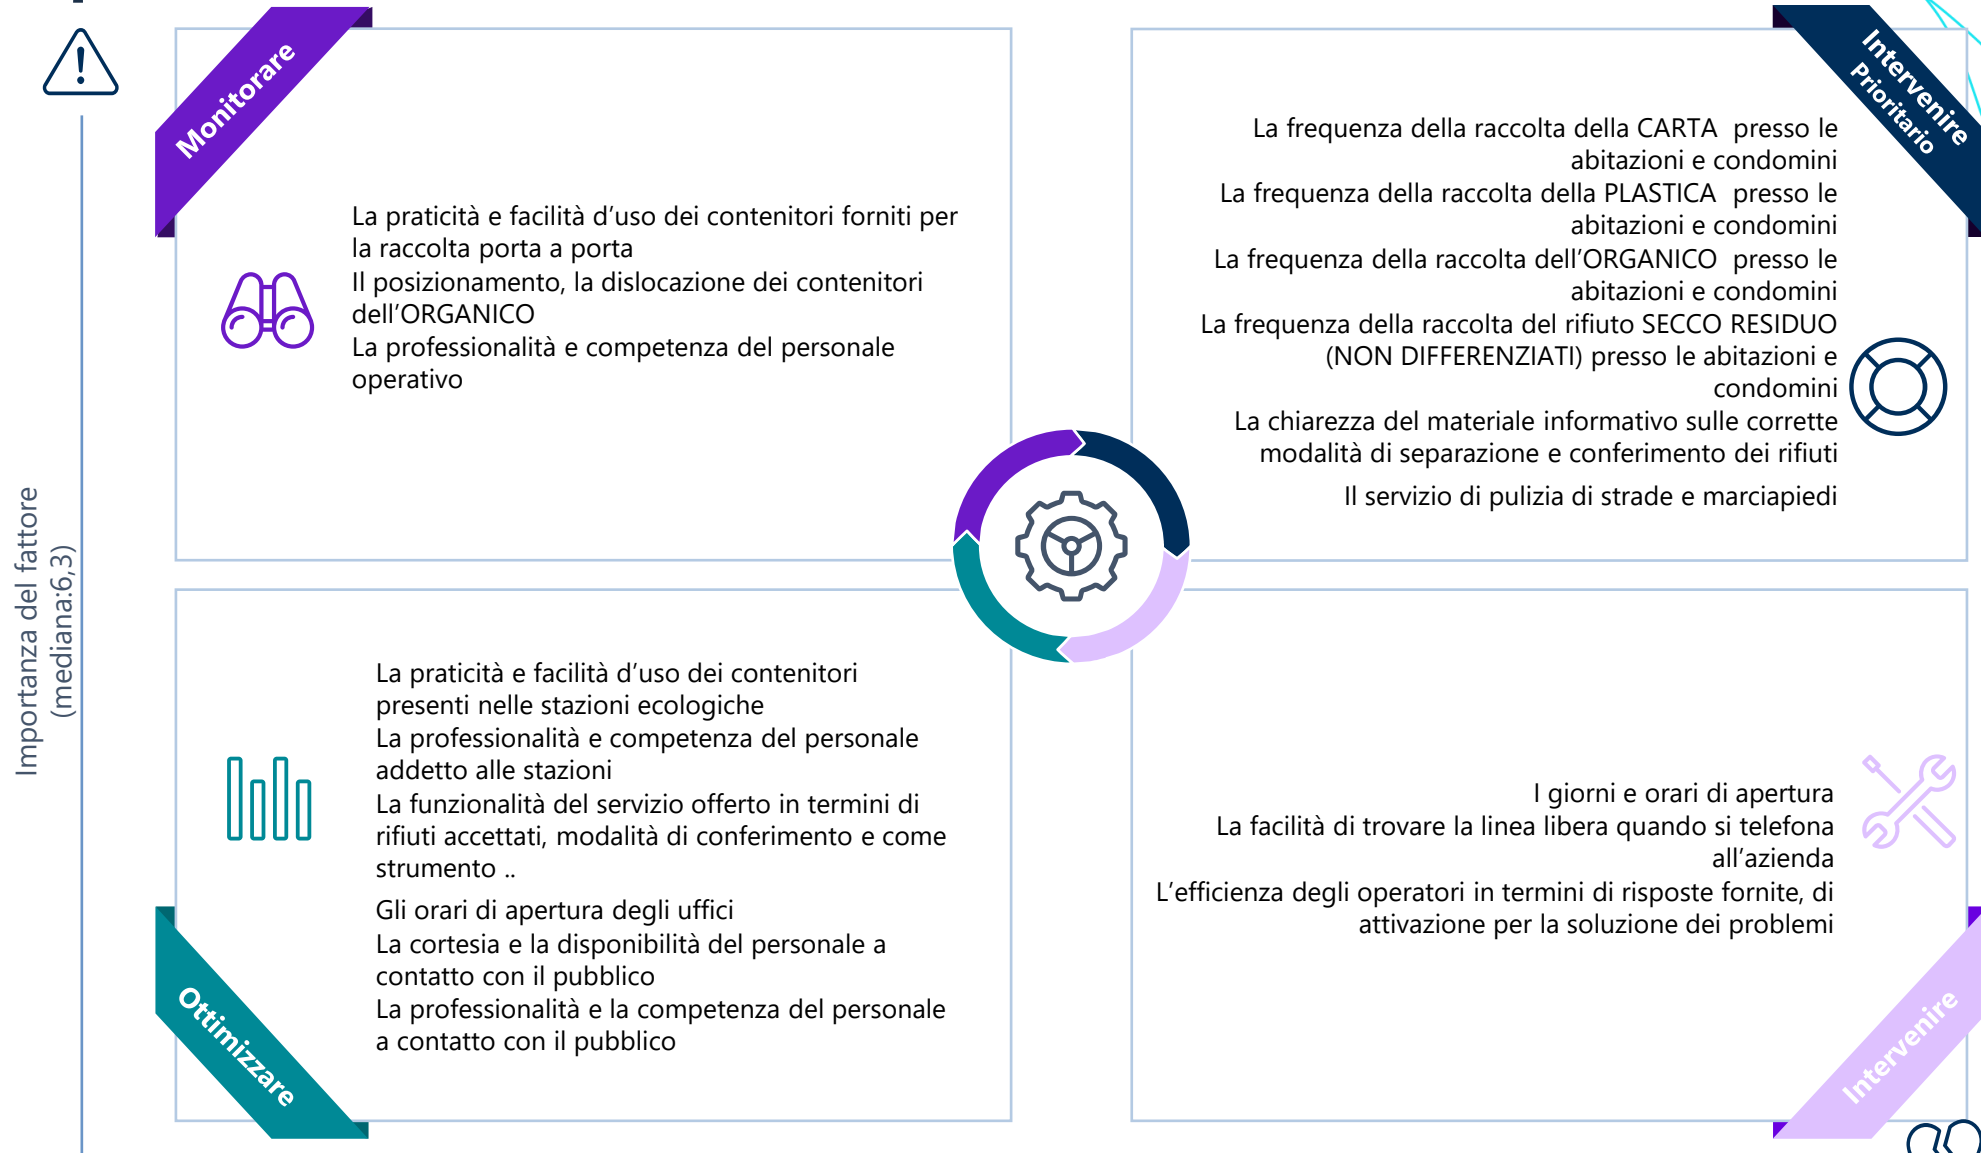 Importanza del fattore
(mediana:6,3)
Monitorare
La praticità e facilità d’uso dei contenitori forniti per
la raccolta porta a porta
Il posizionamento, la dislocazione dei contenitori
dell’ORGANICO
La professionalità e competenza del personale
operativo
Intervenire
Prioritario
La frequenza della raccolta della CARTA  presso le
abitazioni e condomini
La frequenza della raccolta della PLASTICA  presso le
abitazioni e condomini
La frequenza della raccolta dell’ORGANICO  presso le
abitazioni e condomini
La frequenza della raccolta del rifiuto SECCO RESIDUO
(NON DIFFERENZIATI) presso le abitazioni e
condomini
La chiarezza del materiale informativo sulle corrette
modalità di separazione e conferimento dei rifiuti
Il servizio di pulizia di strade e marciapiedi
La praticità e facilità d’uso dei contenitori
presenti nelle stazioni ecologiche
La professionalità e competenza del personale
addetto alle stazioni
La funzionalità del servizio offerto in termini di
rifiuti accettati, modalità di conferimento e come
strumento ..
Gli orari di apertura degli uffici
La cortesia e la disponibilità del personale a
contatto con il pubblico
La professionalità e la competenza del personale
a contatto con il pubblico
Ottimizzare
I giorni e orari di apertura
La facilità di trovare la linea libera quando si telefona
all’azienda
L’efficienza degli operatori in termini di risposte fornite, di
attivazione per la soluzione dei problemi
Intervenire